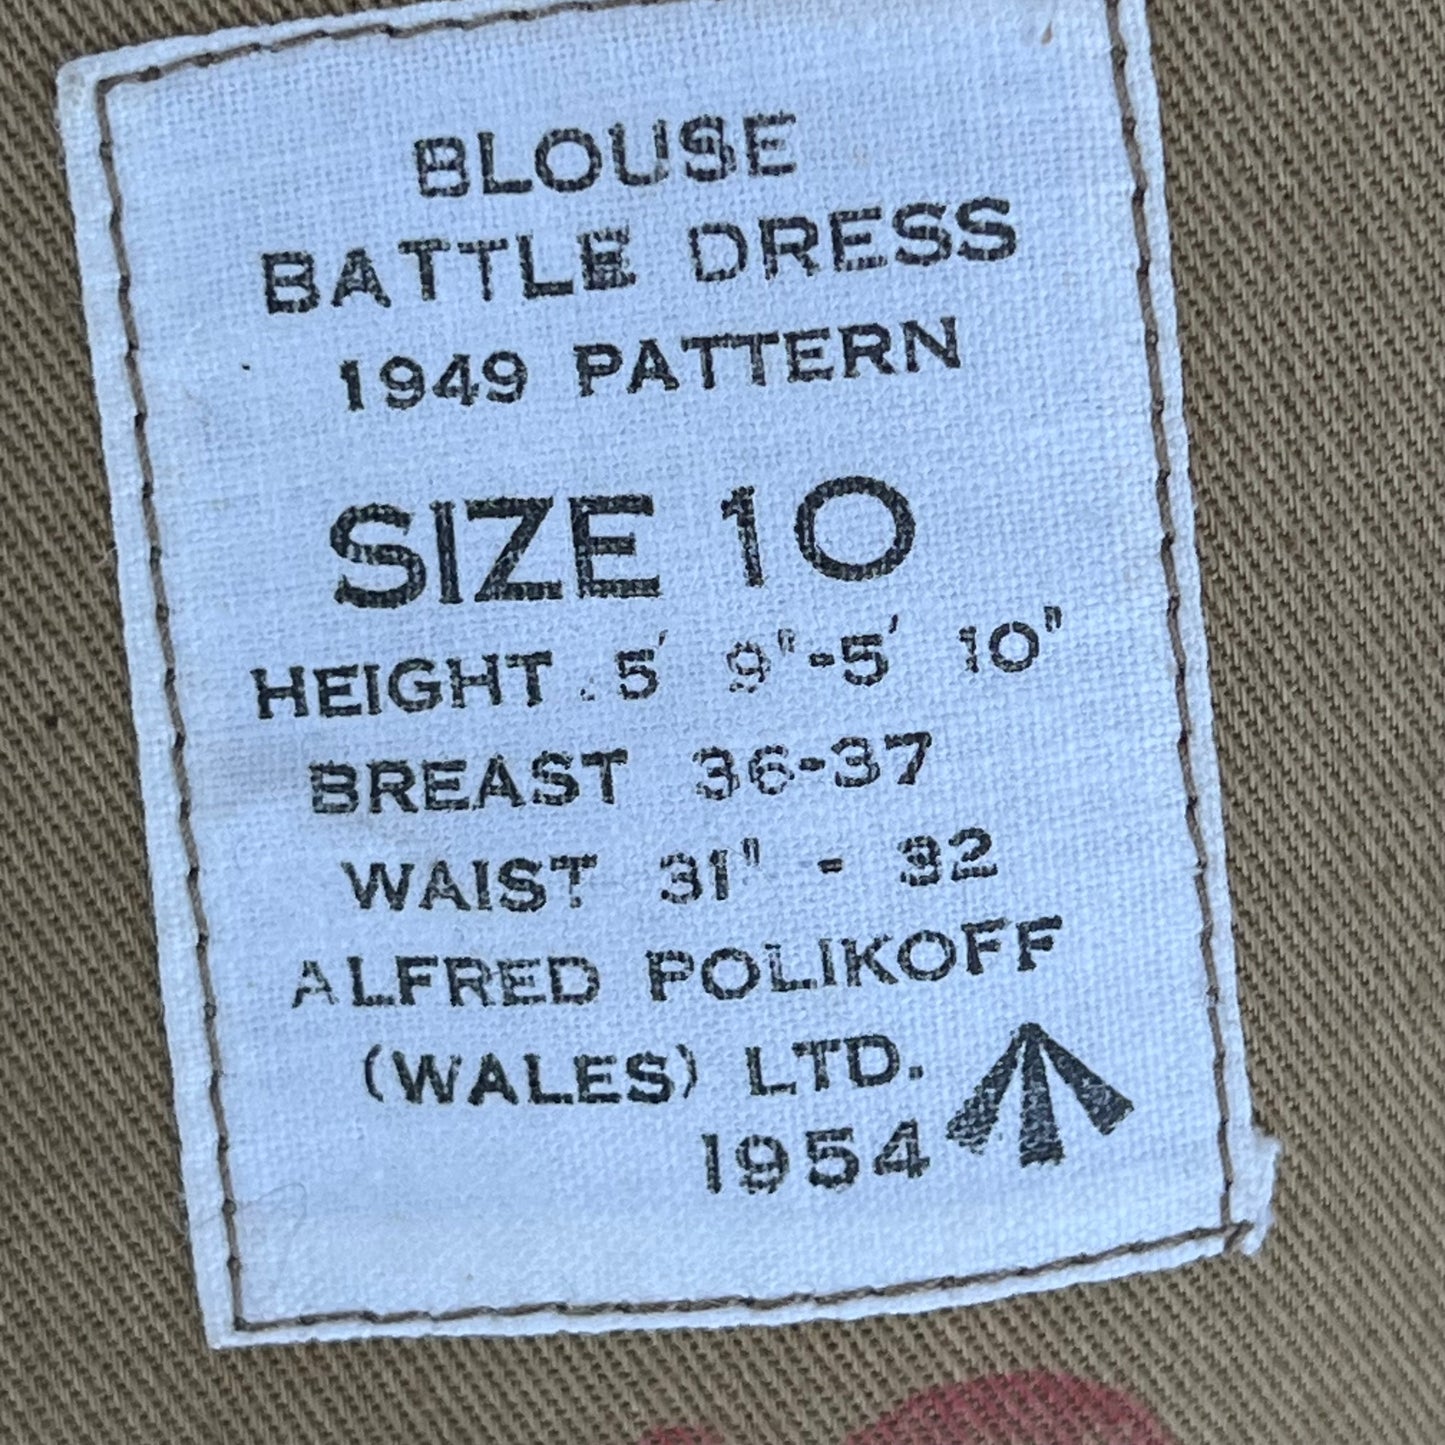 BLOUSE
BATTLE DRESS
1949 PATTERN
SIZE 10
HEIGHT . 5' 9"-5' 10"
BREAST 36-37
WAIST 31" - 32
ALFRED POLIKOFF
(WALES) LTD.
1954